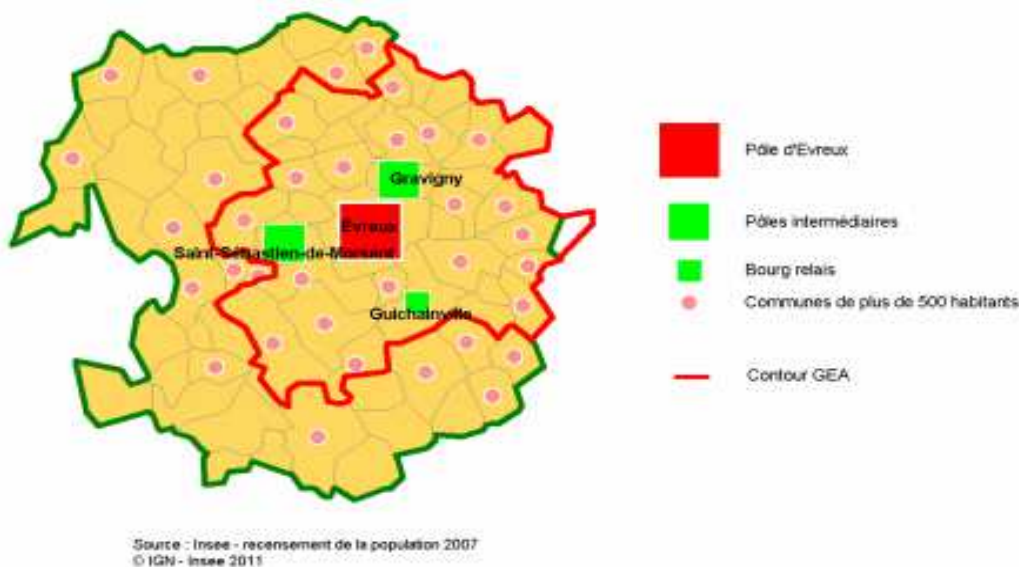 Gravigny
Evreux
Saint-Sébastien-de-Morsent
Guichainville
Pôle d'Evreux
Pôles intermédiaires
Bourg relais
Communes de plus de 500 habitants
Contour GEA
Source : Insee - recensement de la population 2007
© IGN - Insee 2011